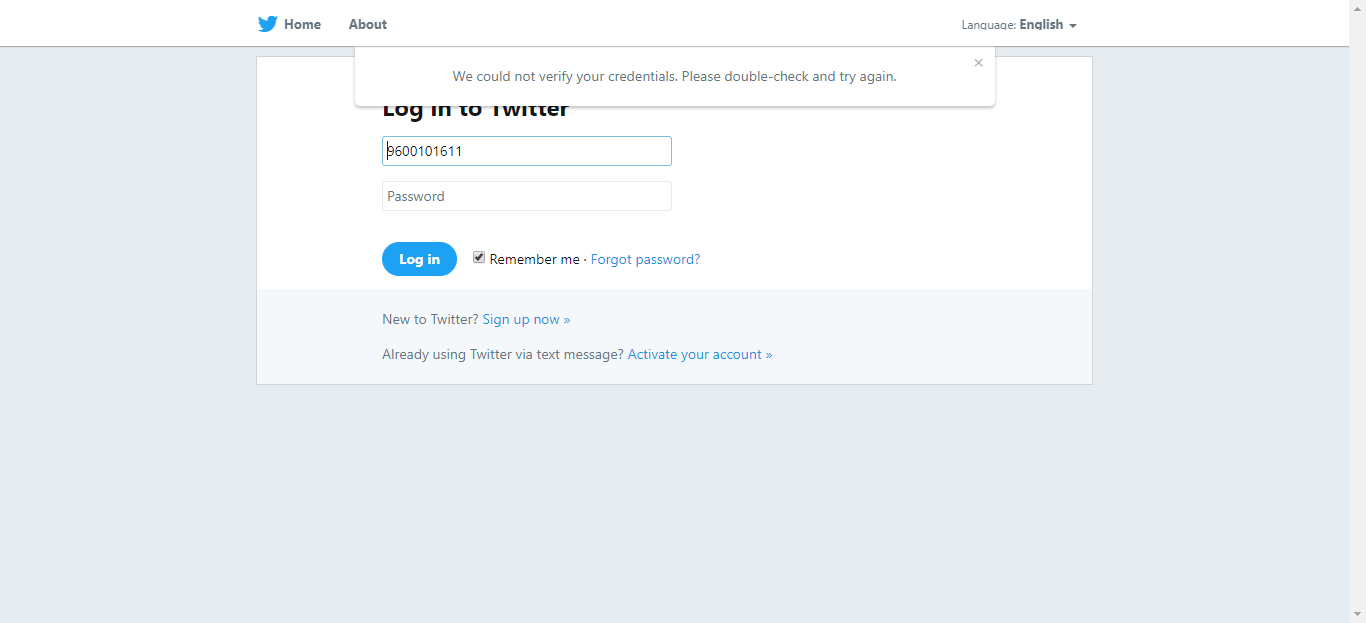 Home About Language: English
We could not verify your credentials. Please double-check and try again. ×
Log in to Twitter
9600101611
Password
Log in Remember me · Forgot password?
New to Twitter? Sign up now »
Already using Twitter via text message? Activate your account »